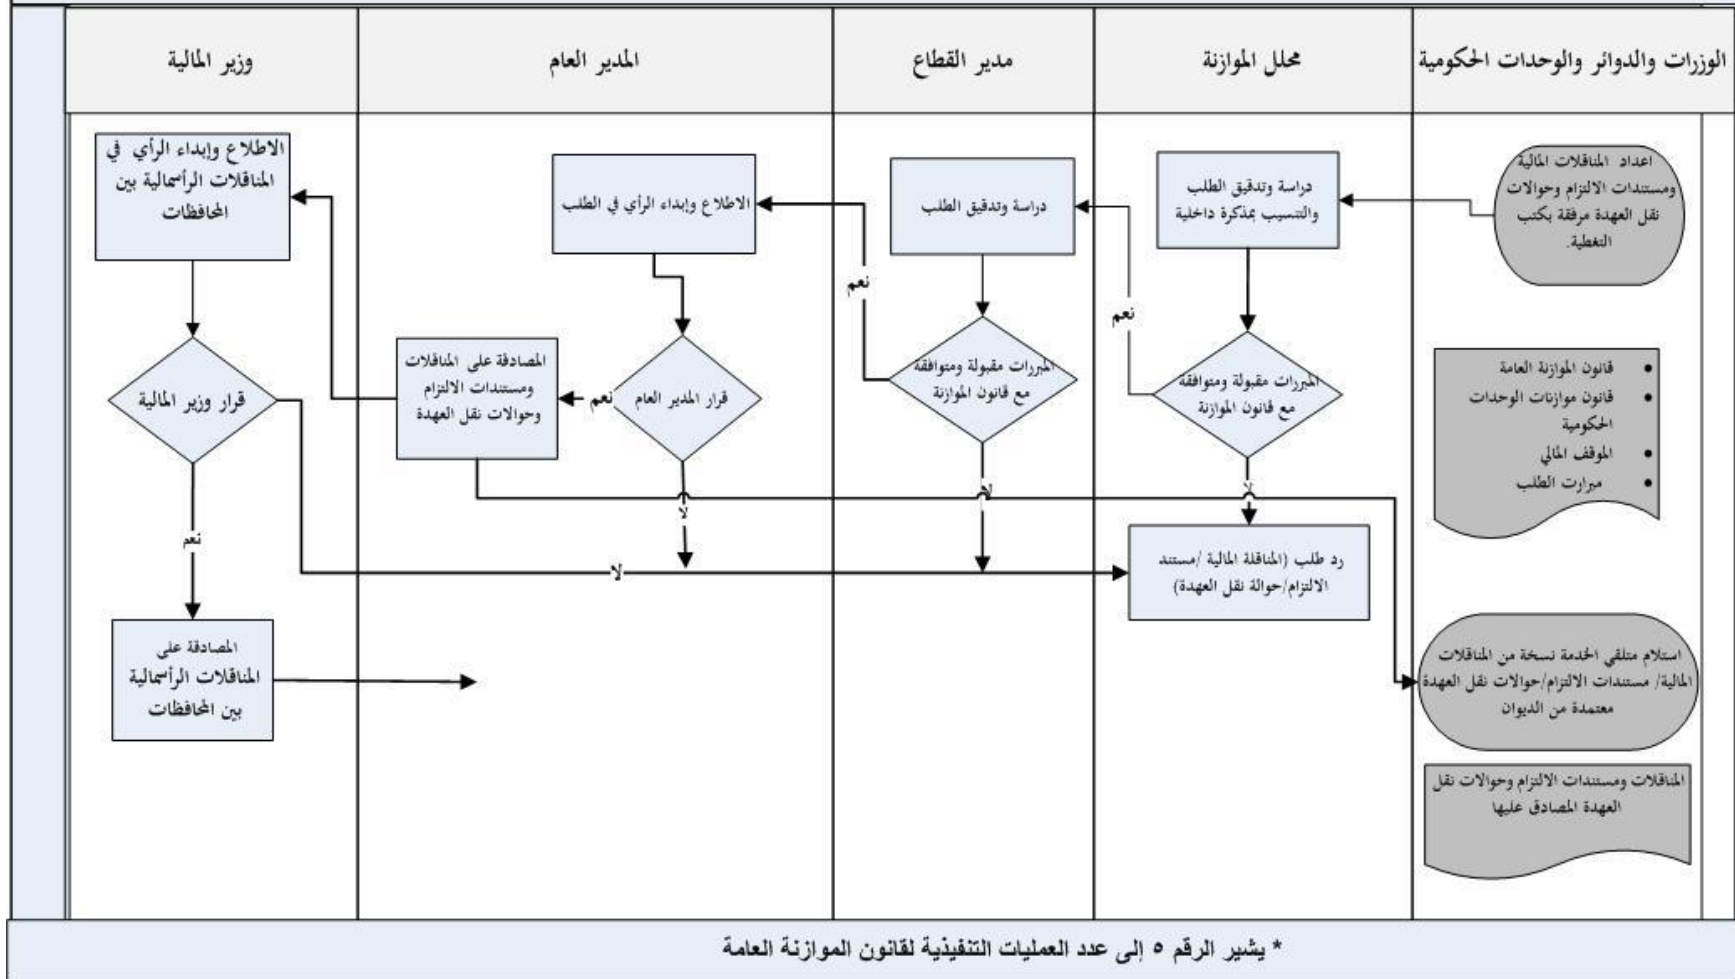 الوزرات والدوائر والوحدات الحكومية
محلل الموازنة
مدير القطاع
المدير العام
وزير المالية
اعداد المناقلات المالية
ومستندات الالتزام وحوالات
نقل العهدة مرفقة بكتب
التغطية.
دراسة وتدقيق الطلب
والتنسيب بمذكرة داخلية
دراسة وتدقيق الطلب
الاطلاع وإبداء الرأي في الطلب
الاطلاع وإبداء الرأي في
المناقلات الرأسمالية بين
المحافظات
نعم
نعم
• قانون الموازنة العامة
• قانون موازنات الوحدات
الحكومية
• الموقف المالي
• مبرارت الطلب
المبررات مقبولة ومتوافقة
مع قانون الموازنة
المبررات مقبولة ومتوافقة
مع قانون الموازنة
قرار المدير العام
نعم
المصادقة على المناقلات
ومستندات الالتزام
وحوالات نقل العهدة
قرار وزير المالية
لا
لا
لا
نعم
لا
رد طلب (المناقلة المالية /مستند
الالتزام/حوالة نقل العهدة)
استلام متلقي الخدمة نسخة من المناقلات
المالية/ مستندات الالتزام/حوالات نقل العهدة
معتمدة من الديوان
المصادقة على
المناقلات الرأسمالية
بين المحافظات
المناقلات ومستندات الالتزام وحوالات نقل
العهدة المصادق عليها
* يشير الرقم ٥ إلى عدد العمليات التنفيذية لقانون الموازنة العامة